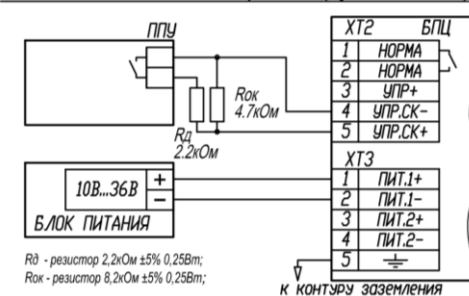 ППУ
XT2 БПЦ
1 НОРМА
2 НОРМА
3 УПР+
4 УПР.СК-
5 УПР.СК+
Rок
4.7кОм
Rд
2.2кОм
XT3
1 ПИТ.1+
2 ПИТ.1-
3 ПИТ.2+
4 ПИТ.2-
5
10В...36В + -
БЛОК ПИТАНИЯ
Rд - резистор 2,2кОм ±5% 0,25Вт;
Rок - резистор 8,2кОм ±5% 0,25Вт;
к контуру заземления